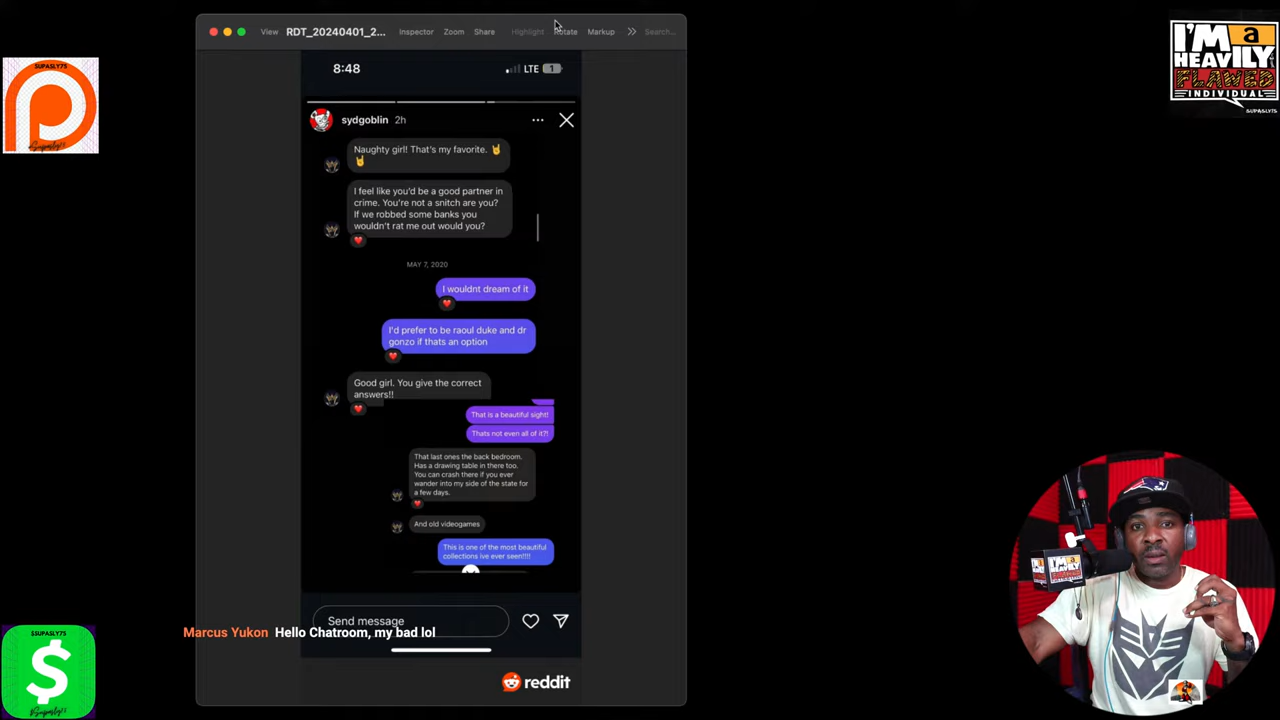 SUPASLY75
View
RDT_20240401_2...
Inspector
Zoom
Share
Highlight
Rotate
Markup
Search...
8:48
LTE
1
sydgoblin 2h
Naughty girl! That's my favorite. 🤘
🤘
I feel like you'd be a good partner in
crime. You're not a snitch are you?
If we robbed some banks you
wouldn't rat me out would you?
MAY 7, 2020
I wouldnt dream of it
I'd prefer to be raoul duke and dr
gonzo if thats an option
Good girl. You give the correct
answers!!
That is a beautiful sight!
Thats not even all of it?!
That last ones the back bedroom.
Has a drawing table in there too.
You can crash there if you ever
wander into my side of the state for
a few days.
And old videogames
This is one of the most beautiful
collections ive ever seen!!!!
Send message
Marcus Yukon Hello Chatroom, my bad lol
reddit
$SUPASLY75
I'M a
HEAVILY
FLAWED
INDIVIDUAL
SUPASLY75
I'M a
HEAVILY